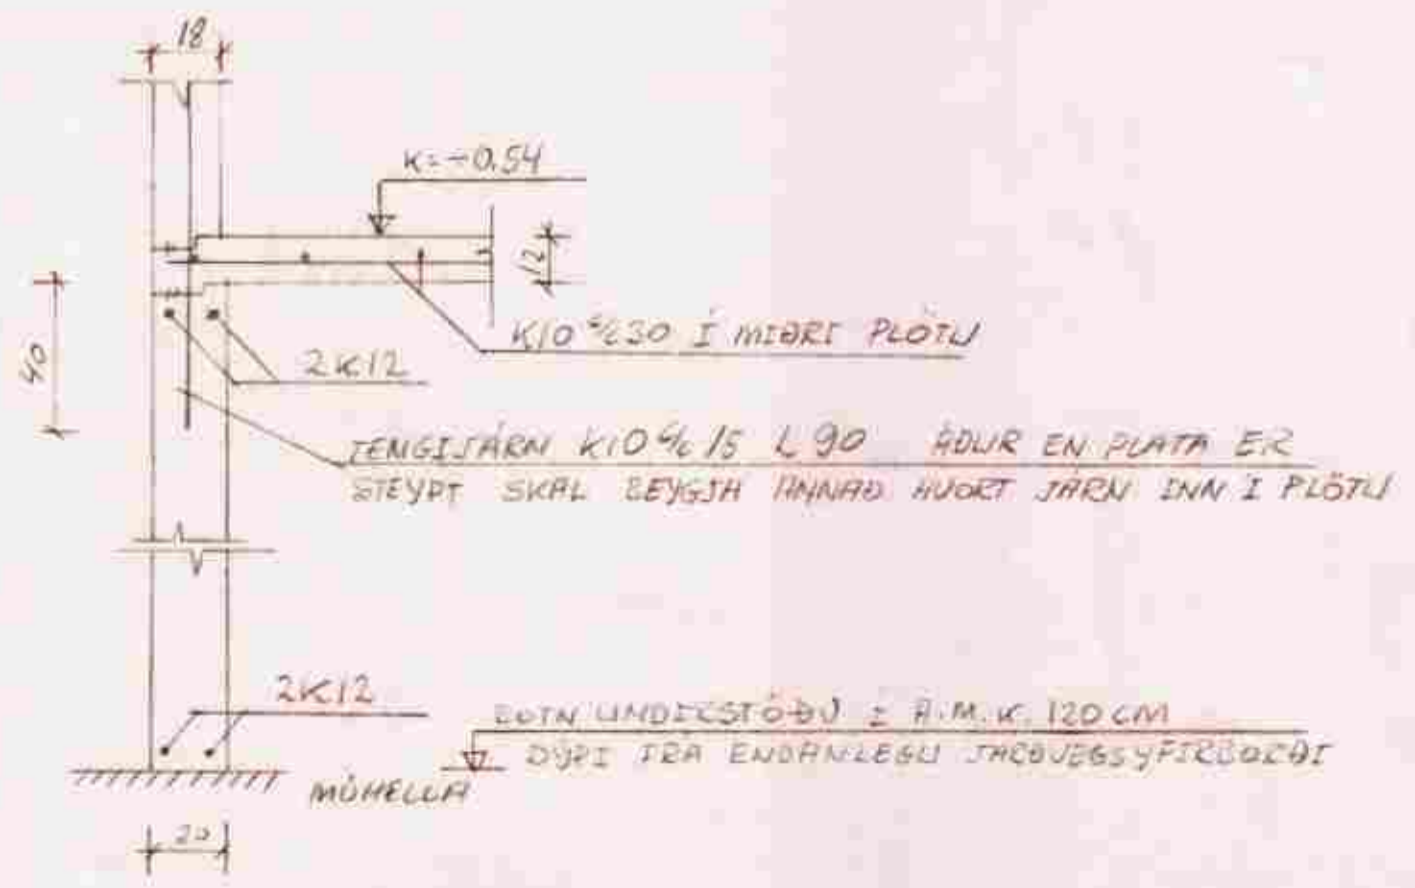 18
K=-0.54
12
K10 c/c 30 Í MIÐRI PLÖTU
40
2K12
TENGIJÁRN K10 c/c 15 L 90 ÁÐUR EN PLATA ER
STEYPT SKAL BEYGJA ANNAÐ HVORT JÁRN INN Í PLÖTU
2K12
BOTN UNDIRSTÖÐU Í A.M.K. 120 CM
DÝPI FRÁ ENDANLEGU JARÐVEGSYFIRBORÐI
MÓHELLA
20